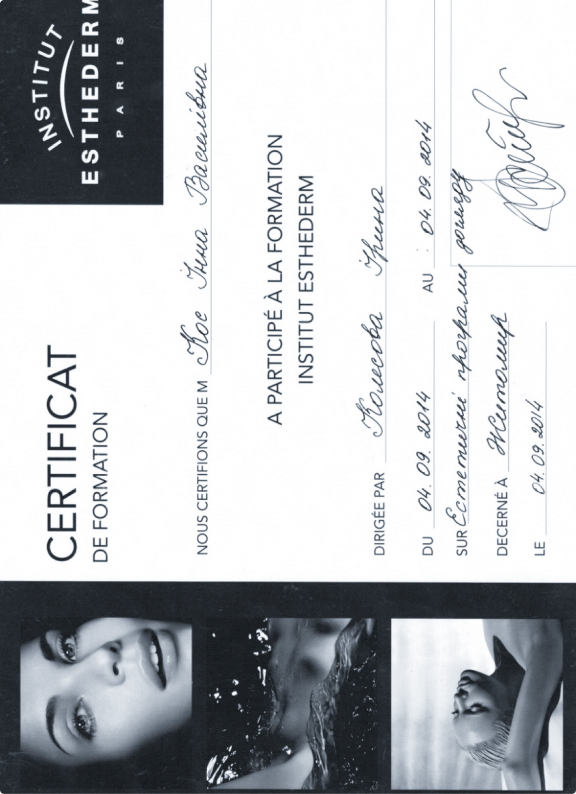 INSTITUT
ESTHEDERM
PARIS
CERTIFICAT
DE FORMATION
NOUS CERTIFIONS QUE M Кос Інна Василівна
A PARTICIPÉ À LA FORMATION
INSTITUT ESTHEDERM
DIRIGÉE PAR Колесова Ірина
DU 04.09.2014 AU : 04.09.2014
SUR Естетичні програми догляду
DECERNÉ À Житомир
LE 04.09.2014